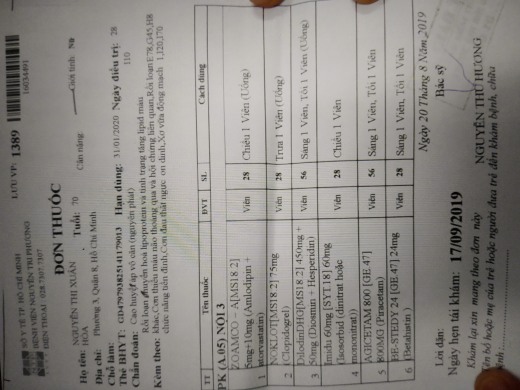 SỞ Y TẾ TP. HỒ CHÍ MINH
BỆNH VIỆN NGUYỄN TRI PHƯƠNG
ĐIỆN THOẠI : 028.7307.7307
LƯU VP: 1389
16034491
ĐƠN THUỐC
Họ tên: NGUYỄN THỊ XUÂN HÒA Tuổi: 70 Cân nặng: Giới tính: Nữ
Địa chỉ: Phường 3, Quận 8, Hồ Chí Minh
Chỗ làm:
Thẻ BHYT: GD479793825141179013 Hạn dùng: 31/01/2020 Ngày điều trị: 28
Chẩn đoán: Cao huyết áp vô căn (nguyên phát) 110
Rối loạn chuyển hoá lipoprotein và tình trạng tăng lipid máu
Kèm theo: khác,Cơn thiếu máu não thoáng qua và hội chứng liên quan,Rối loạn E78,G45,H8
chức năng tiền đình,Cơn đau thắt ngực ổn định,Xơ vữa động mạch 1,I20,I70
TT Tên thuốc ĐVT SL Cách dùng
PK (A.05) NỘI 3
1 ZOAMCO – A[MS18.2] 5mg+10mg (Amlodipin + atorvastatin) Viên 28 Chiều 1 Viên (Uống)
2 NOKLOT[MS18.2] 75mg (Clopidogrel) Viên 28 Trưa 1 Viên (Uống)
3 DilodinDHG[MS18.2] 450mg + 50mg (Diosmin + Hesperidin) Viên 56 Sáng 1 Viên, Tối 1 Viên (Uống)
4 Imidu 60mg [SYT.18] 60mg (Isosorbid (dinitrat hoặc mononitrat)) Viên 28 Chiều 1 Viên
5 AGICETAM 800 [GE.47] 800MG (Piracetam) Viên 56 Sáng 1 Viên, Tối 1 Viên
6 BE-STEDY 24 [GE.47] 24mg (Betahistin ) Viên 28 Sáng 1 Viên, Tối 1 Viên
Ngày 20 Tháng 8 Năm 2019
Lời dặn: Bác sỹ
Ngày hẹn tái khám: 17/09/2019
Khám lại xin mang theo đơn này
NGUYỄN THỊ THU HƯƠNG
Tên bố hoặc mẹ của trẻ hoặc người đưa trẻ đến khám bệnh, chữa
bệnh :